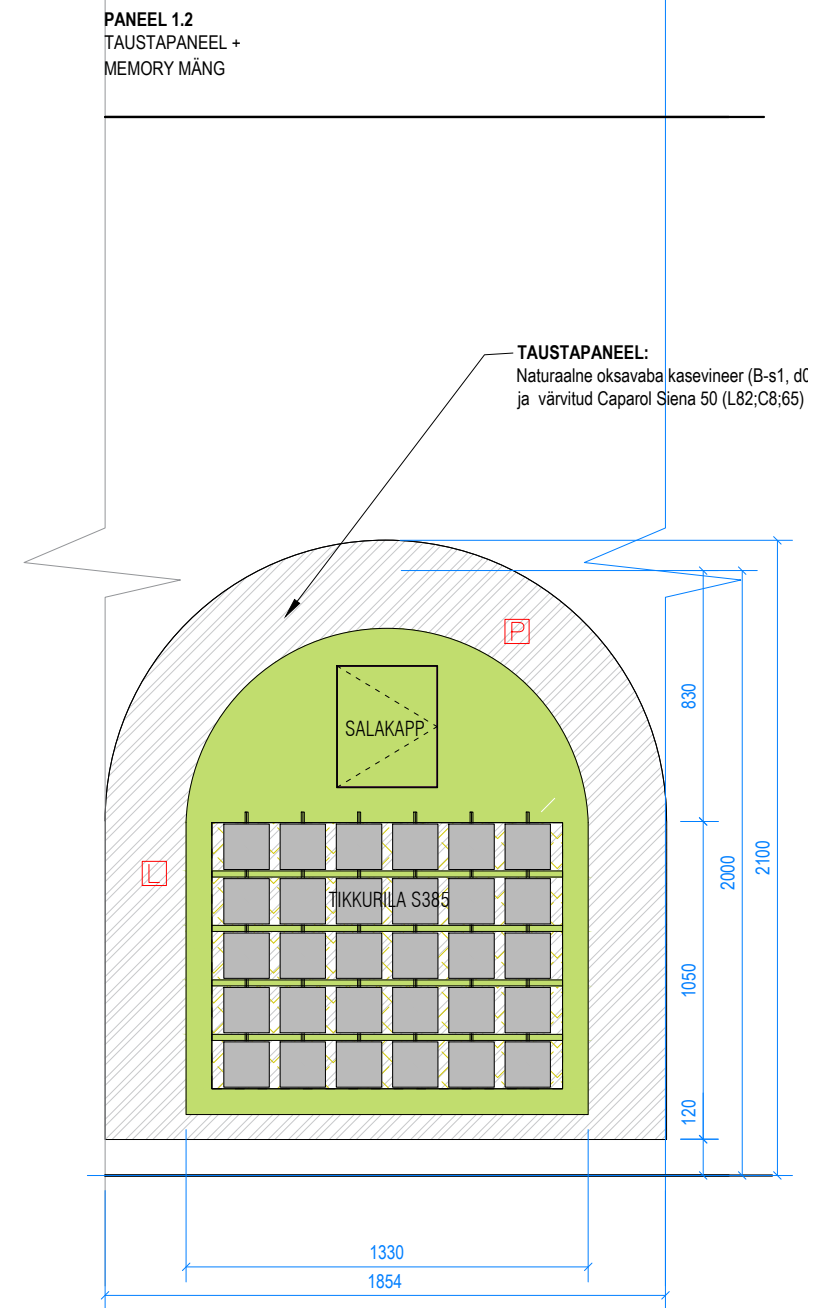 PANEEL 1.2
TAUSTAPANEEL +
MEMORY MÄNG
TAUSTAPANEEL:
Naturaalne oksavaba kasevineer (B-s1, d0
ja värvitud Caparol Siena 50 (L82;C8;65)
P
SALAKAPP
830
L
TIKKURILA S385
2000
2100
1050
120
1330
1854